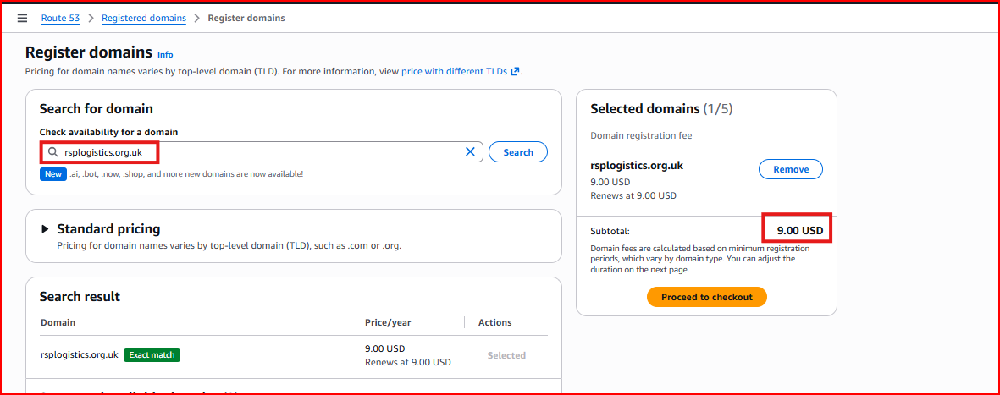 Route 53 > Registered domains > Register domains
Register domains Info
Pricing for domain names varies by top-level domain (TLD). For more information, view price with different TLDs.
Search for domain
Check availability for a domain
rsplogistics.org.uk
Search
New .ai, .bot, .now, .shop, and more new domains are now available!
Standard pricing
Pricing for domain names varies by top-level domain (TLD), such as .com or .org.
Search result
Domain Price/year Actions
rsplogistics.org.uk Exact match 9.00 USD Selected
Renews at 9.00 USD
Selected domains (1/5)
Domain registration fee
rsplogistics.org.uk Remove
9.00 USD
Renews at 9.00 USD
Subtotal: 9.00 USD
Domain fees are calculated based on minimum registration
periods, which vary by domain type. You can adjust the
duration on the next page.
Proceed to checkout